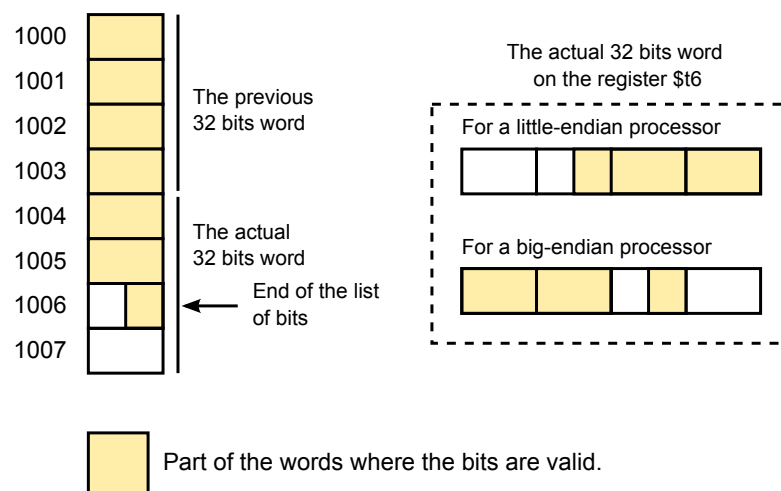 1000
1001
1002
1003
1004
1005
1006
1007
The previous
32 bits word
The actual
32 bits word
End of the list
of bits
The actual 32 bits word
on the register $t6
For a little-endian processor
For a big-endian processor
Part of the words where the bits are valid.